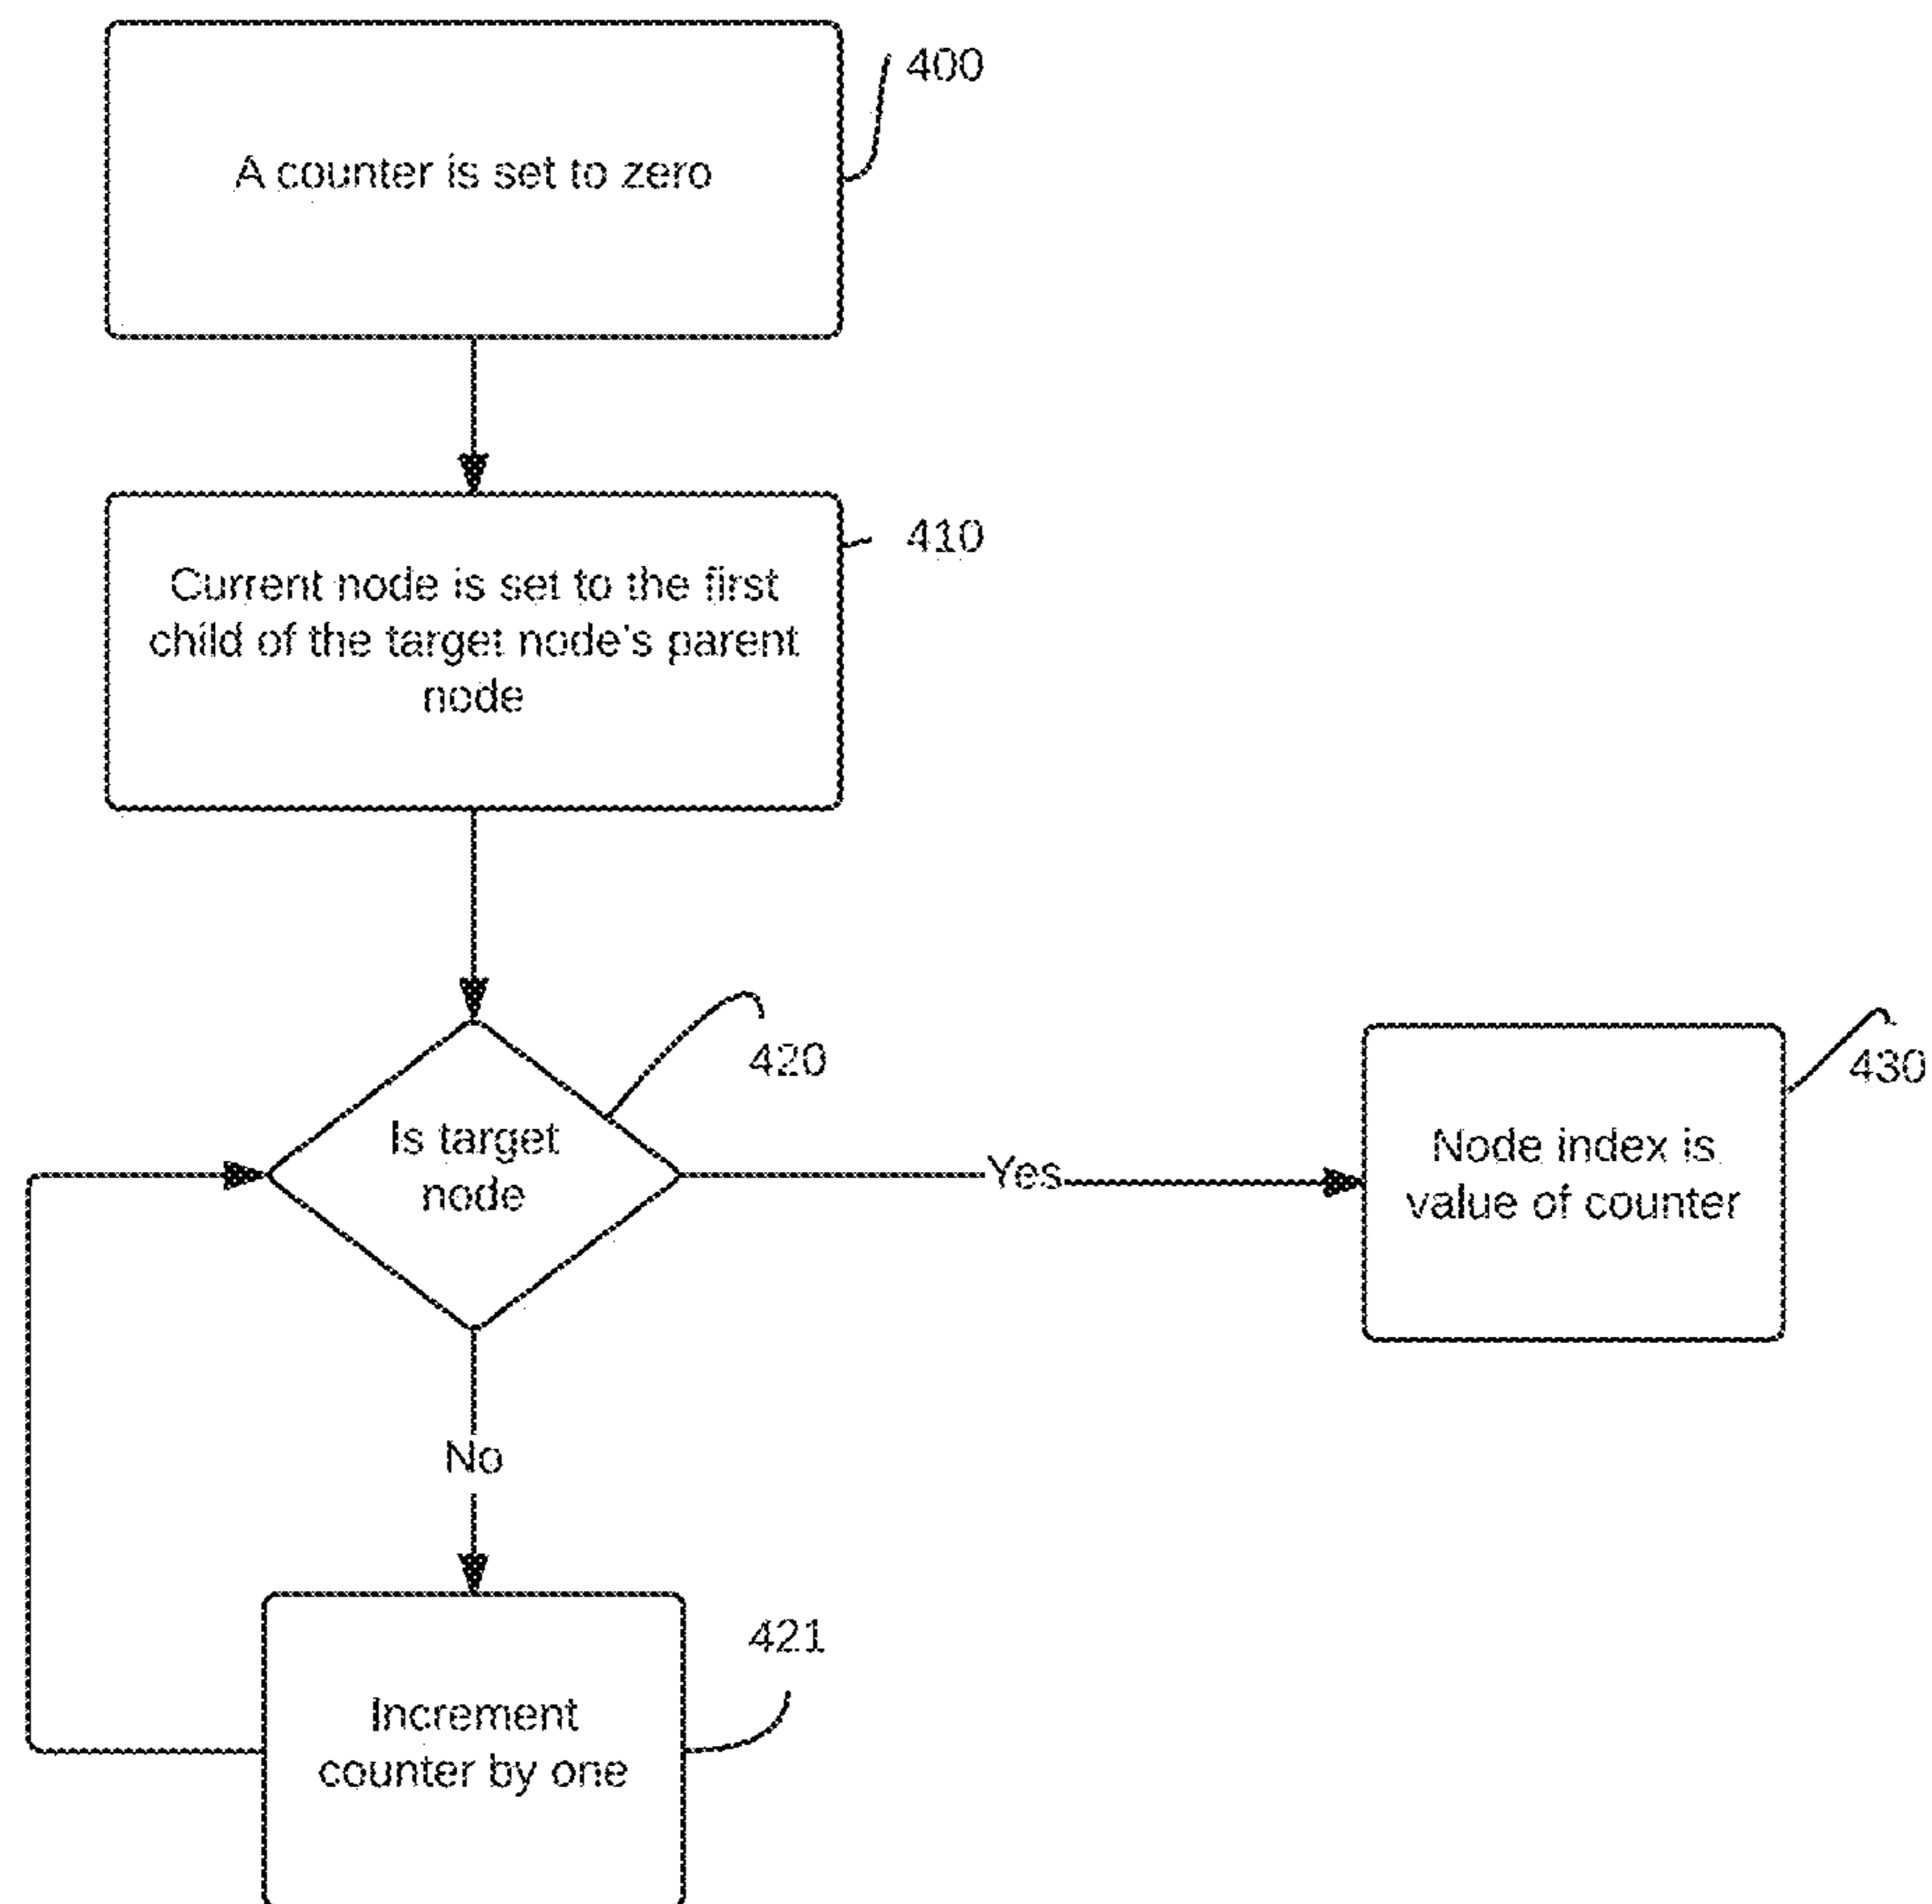 400
A counter is set to zero
410
Current node is set to the first
child of the target node's parent
node
420
Is target
node
Yes
430
Node index is
value of counter
No
421
Increment
counter by one